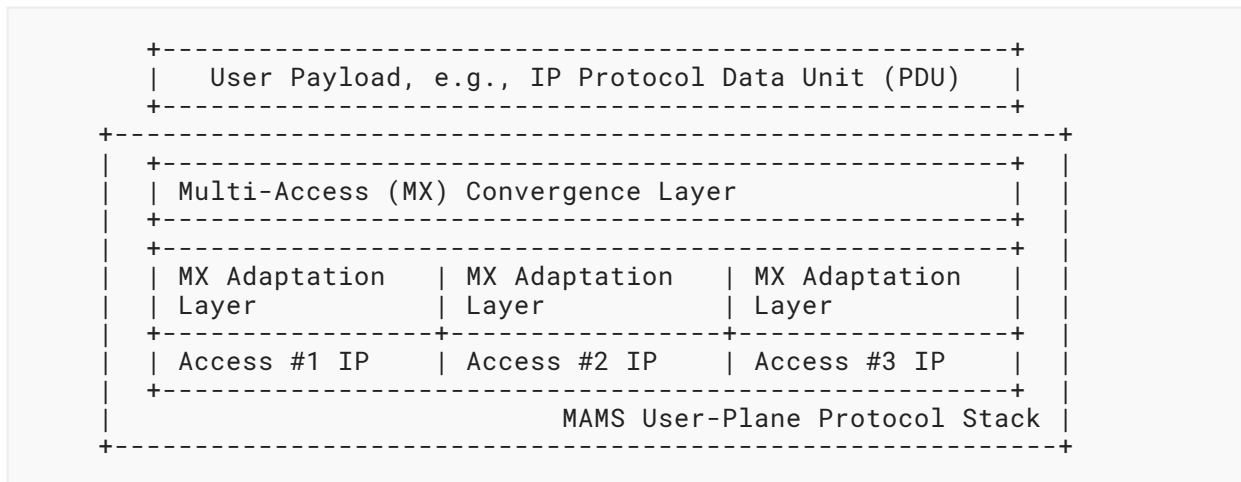 +-----------------------------------------------------+
|   User Payload, e.g., IP Protocol Data Unit (PDU)   |
+-----------------------------------------------------+
+-----------------------------------------------------------+
|  +-----------------------------------------------------+  |
|  | Multi-Access (MX) Convergence Layer                 |  |
|  +-----------------------------------------------------+  |
|  +-----------------------------------------------------+  |
|  | MX Adaptation   | MX Adaptation   | MX Adaptation   |  |
|  | Layer           | Layer           | Layer           |  |
|  +-----------------+-----------------+-----------------+  |
|  | Access #1 IP    | Access #2 IP    | Access #3 IP    |  |
|  +-----------------------------------------------------+  |
|                            MAMS User-Plane Protocol Stack |
+-----------------------------------------------------------+